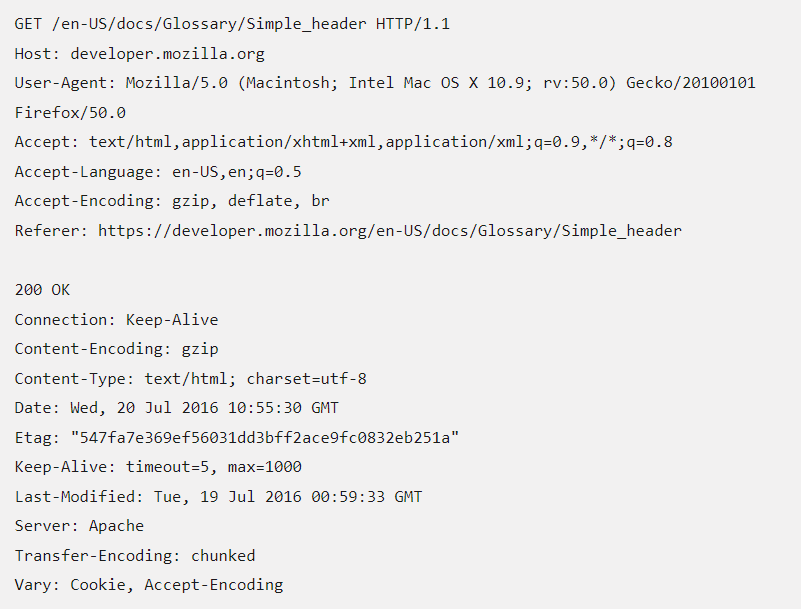 GET /en-US/docs/Glossary/Simple_header HTTP/1.1
Host: developer.mozilla.org
User-Agent: Mozilla/5.0 (Macintosh; Intel Mac OS X 10.9; rv:50.0) Gecko/20100101
Firefox/50.0
Accept: text/html,application/xhtml+xml,application/xml;q=0.9,*/*;q=0.8
Accept-Language: en-US,en;q=0.5
Accept-Encoding: gzip, deflate, br
Referer: https://developer.mozilla.org/en-US/docs/Glossary/Simple_header

200 OK
Connection: Keep-Alive
Content-Encoding: gzip
Content-Type: text/html; charset=utf-8
Date: Wed, 20 Jul 2016 10:55:30 GMT
Etag: "547fa7e369ef56031dd3bff2ace9fc0832eb251a"
Keep-Alive: timeout=5, max=1000
Last-Modified: Tue, 19 Jul 2016 00:59:33 GMT
Server: Apache
Transfer-Encoding: chunked
Vary: Cookie, Accept-Encoding